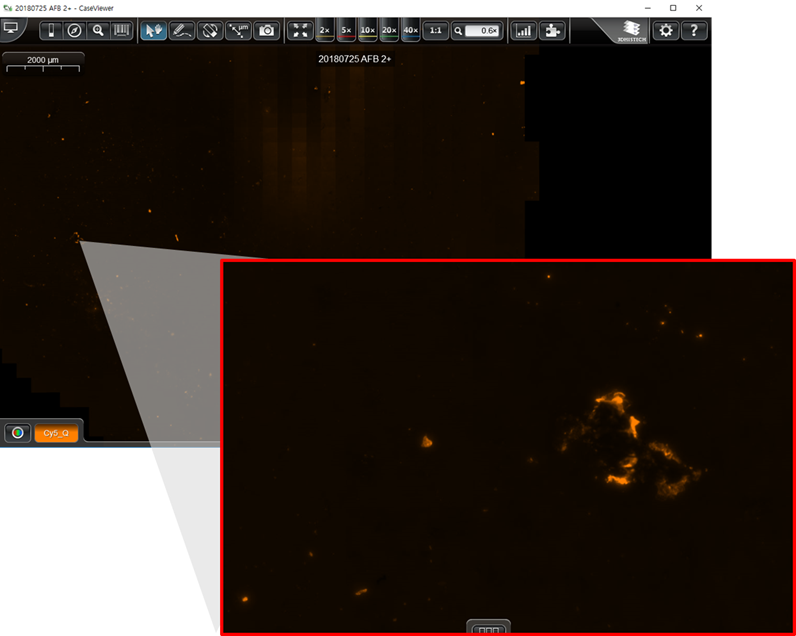 20180725 AFB 2+ - CaseViewer
µm
2×
5×
10×
20×
40×
1:1
0.6×
3DHISTECH
?
2000 µm
20180725 AFB 2+
Cy5_Q